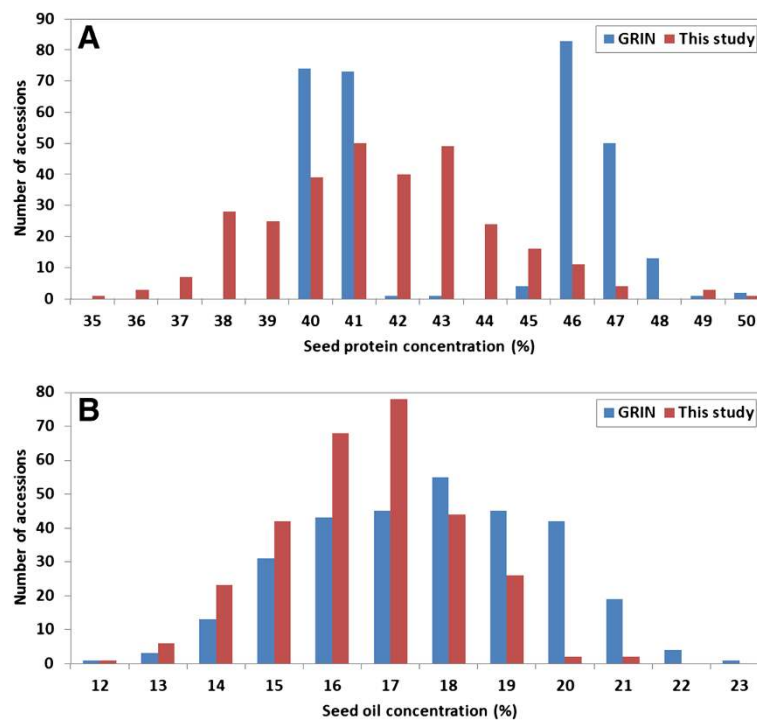 A
GRIN This study
Number of accessions
90
80
70
60
50
40
30
20
10
0
35 36 37 38 39 40 41 42 43 44 45 46 47 48 49 50
Seed protein concentration (%)
B
GRIN This study
Number of accessions
80
70
60
50
40
30
20
10
0
12 13 14 15 16 17 18 19 20 21 22 23
Seed oil concentration (%)